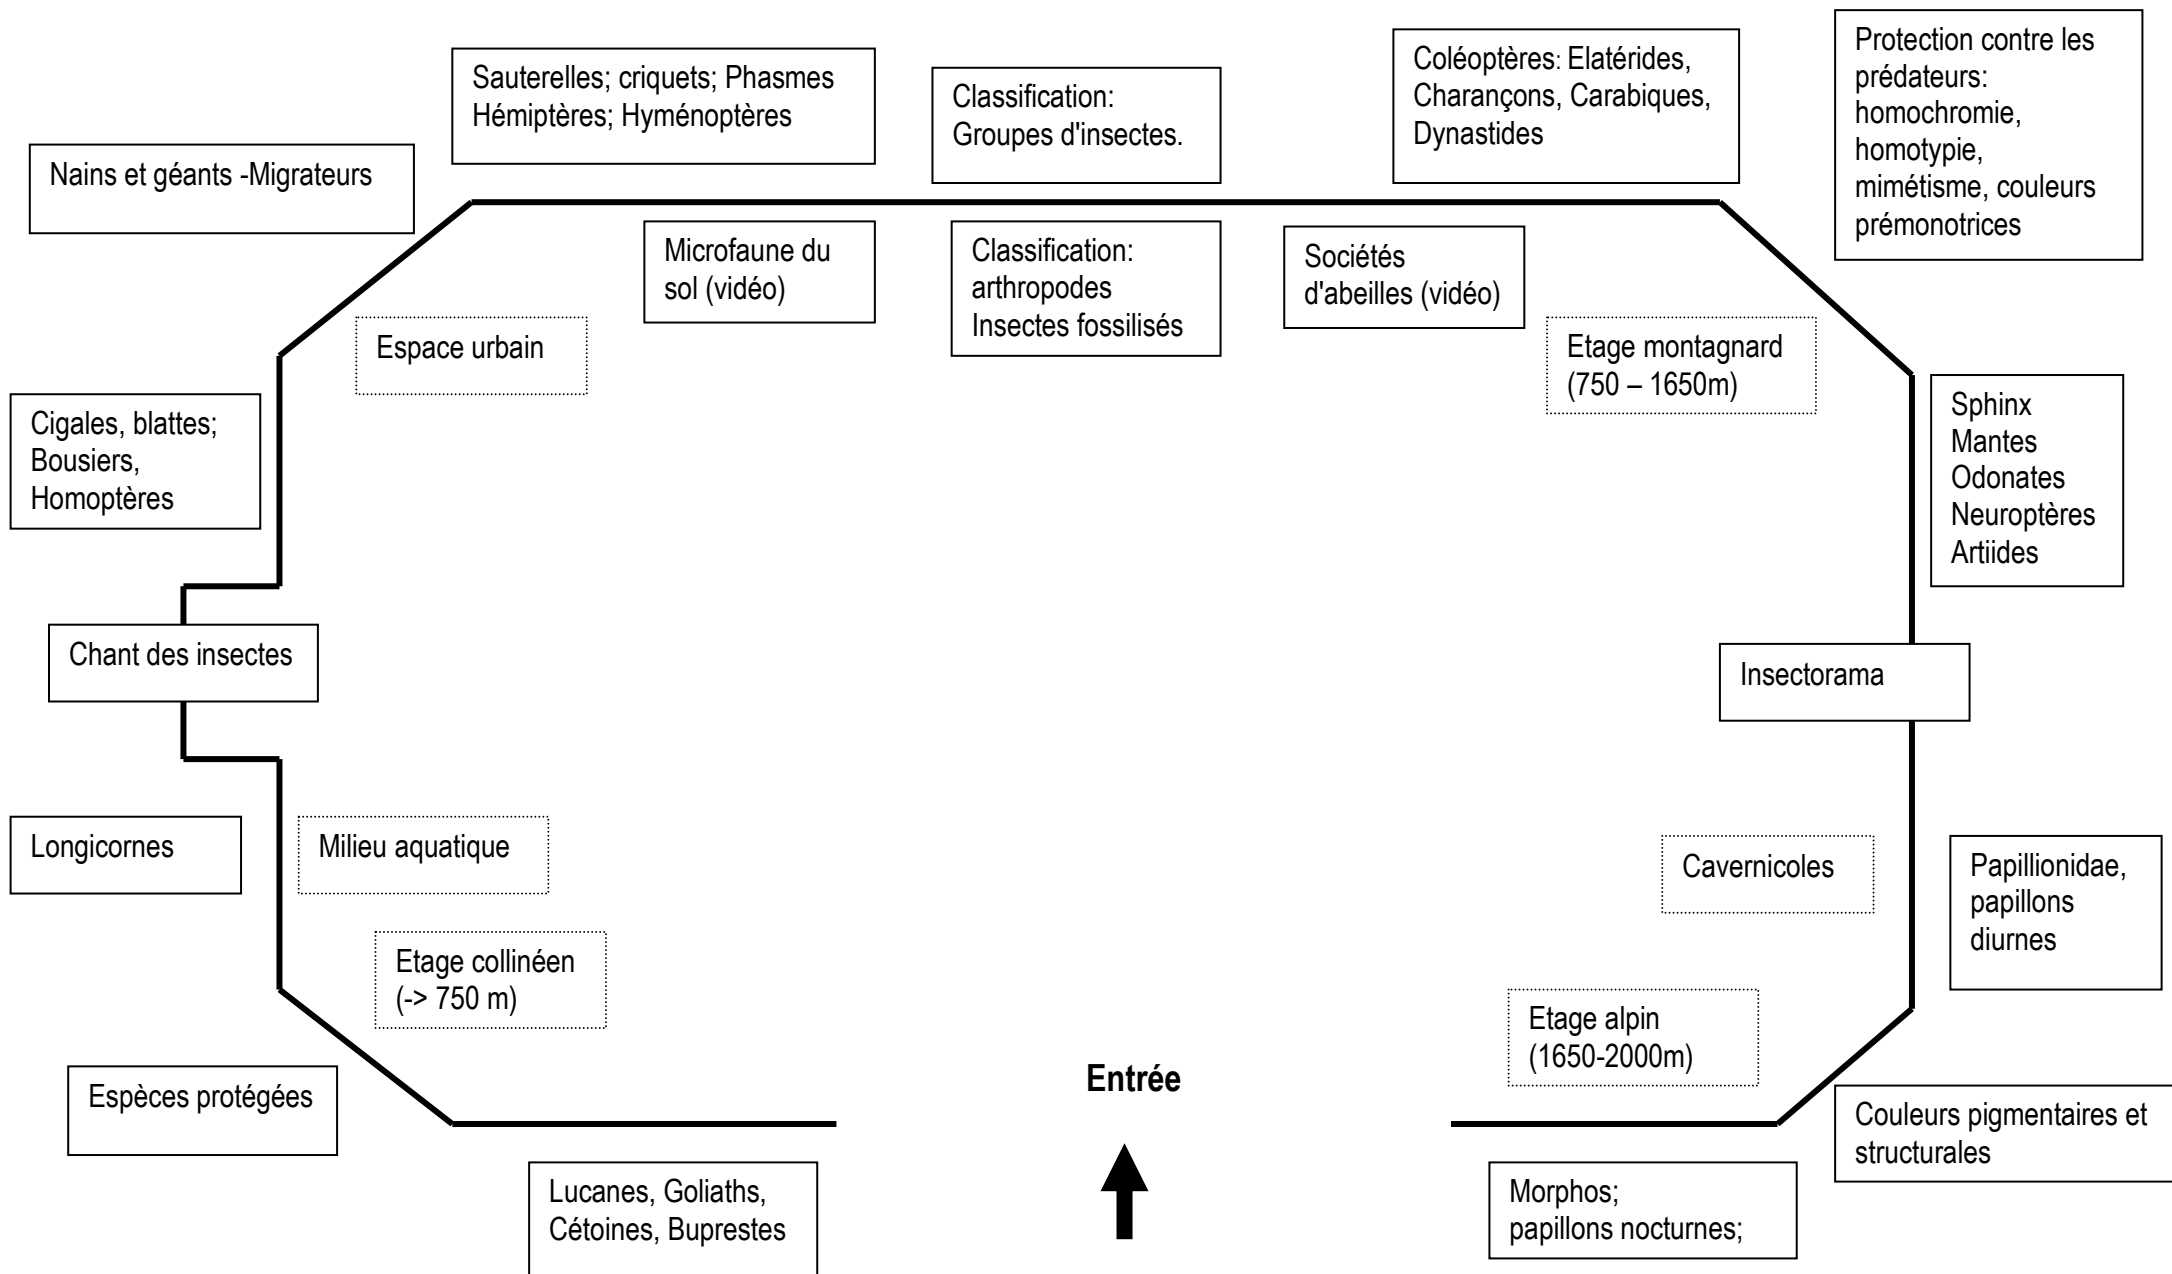 Protection contre les
prédateurs:
homochromie,
homotypie,
mimétisme, couleurs
prémonotrices
Coléoptères: Elatérides,
Charançons, Carabiques,
Dynastides
Sauterelles; criquets; Phasmes
Hémiptères; Hyménoptères
Classification:
Groupes d'insectes.
Nains et géants -Migrateurs
Microfaune du
sol (vidéo)
Classification:
arthropodes
Insectes fossilisés
Sociétés
d'abeilles (vidéo)
Espace urbain
Etage montagnard
(750 – 1650m)
Cigales, blattes;
Bousiers,
Homoptères
Sphinx
Mantes
Odonates
Neuroptères
Artiides
Chant des insectes
Insectorama
Longicornes
Milieu aquatique
Cavernicoles
Papillionidae,
papillons
diurnes
Etage collinéen
(-> 750 m)
Etage alpin
(1650-2000m)
Entrée
Espèces protégées
Couleurs pigmentaires et
structurales
Lucanes, Goliaths,
Cétoines, Buprestes
Morphos;
papillons nocturnes;